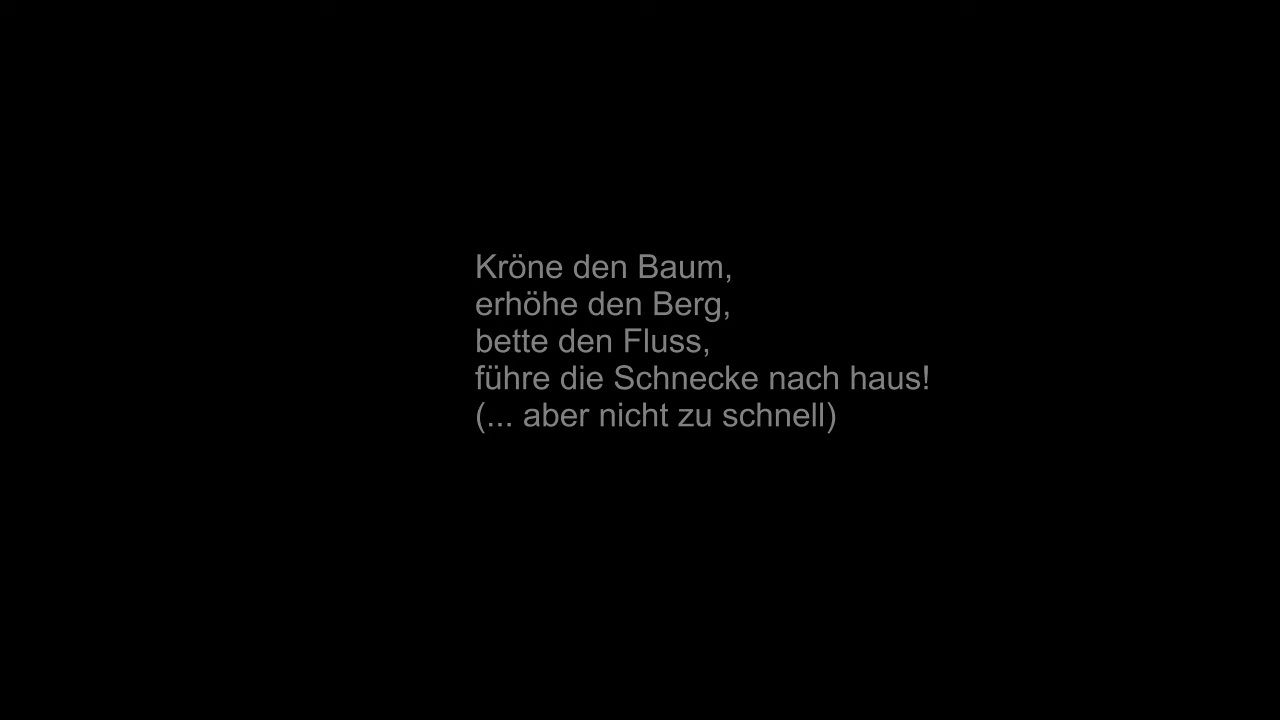 Kröne den Baum,
erhöhe den Berg,
bette den Fluss,
führe die Schnecke nach haus!
(... aber nicht zu schnell)